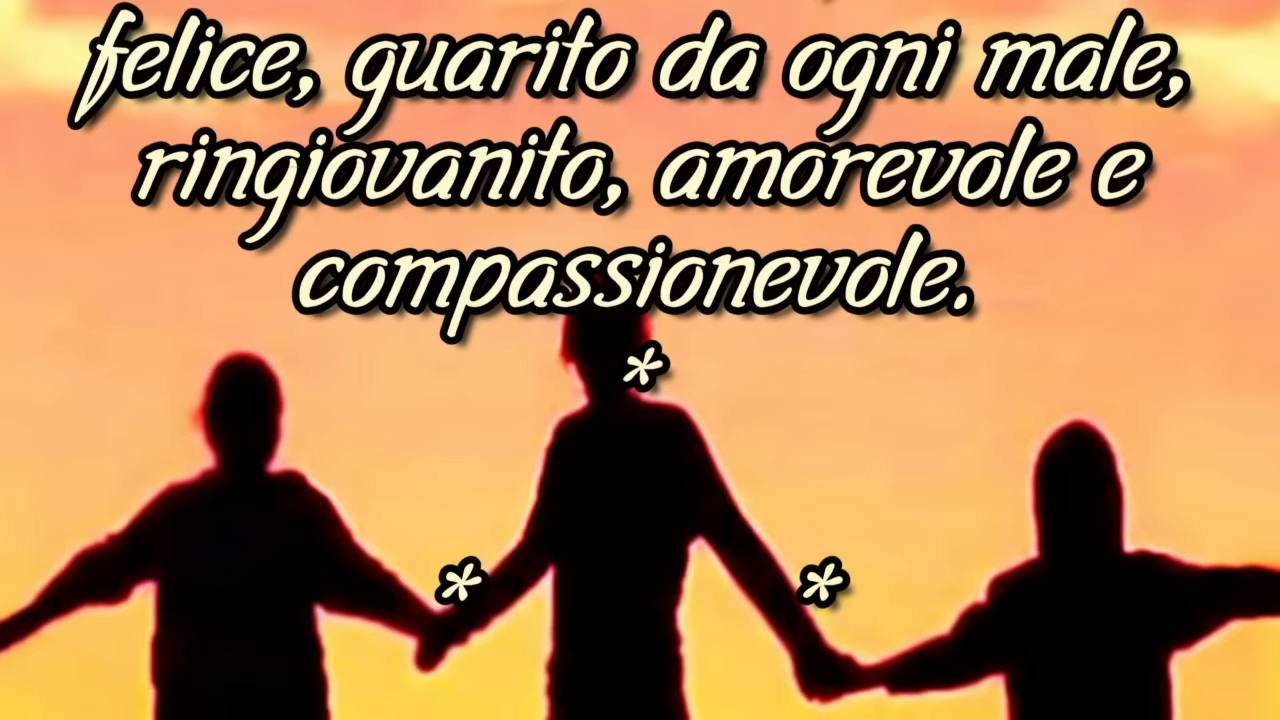 felice, guarito da ogni male,
ringiovanito, amorevole e
compassionevole.
*
* *